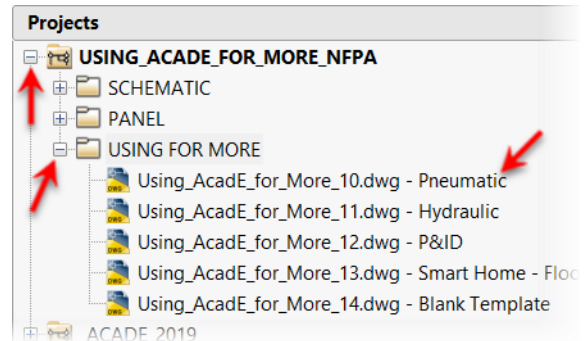 Projects
USING_ACADE_FOR_MORE_NFPA
SCHEMATIC
PANEL
USING FOR MORE
Using_AcadE_for_More_10.dwg - Pneumatic
Using_AcadE_for_More_11.dwg - Hydraulic
Using_AcadE_for_More_12.dwg - P&ID
Using_AcadE_for_More_13.dwg - Smart Home - Floo
Using_AcadE_for_More_14.dwg - Blank Template
ACADE 2019